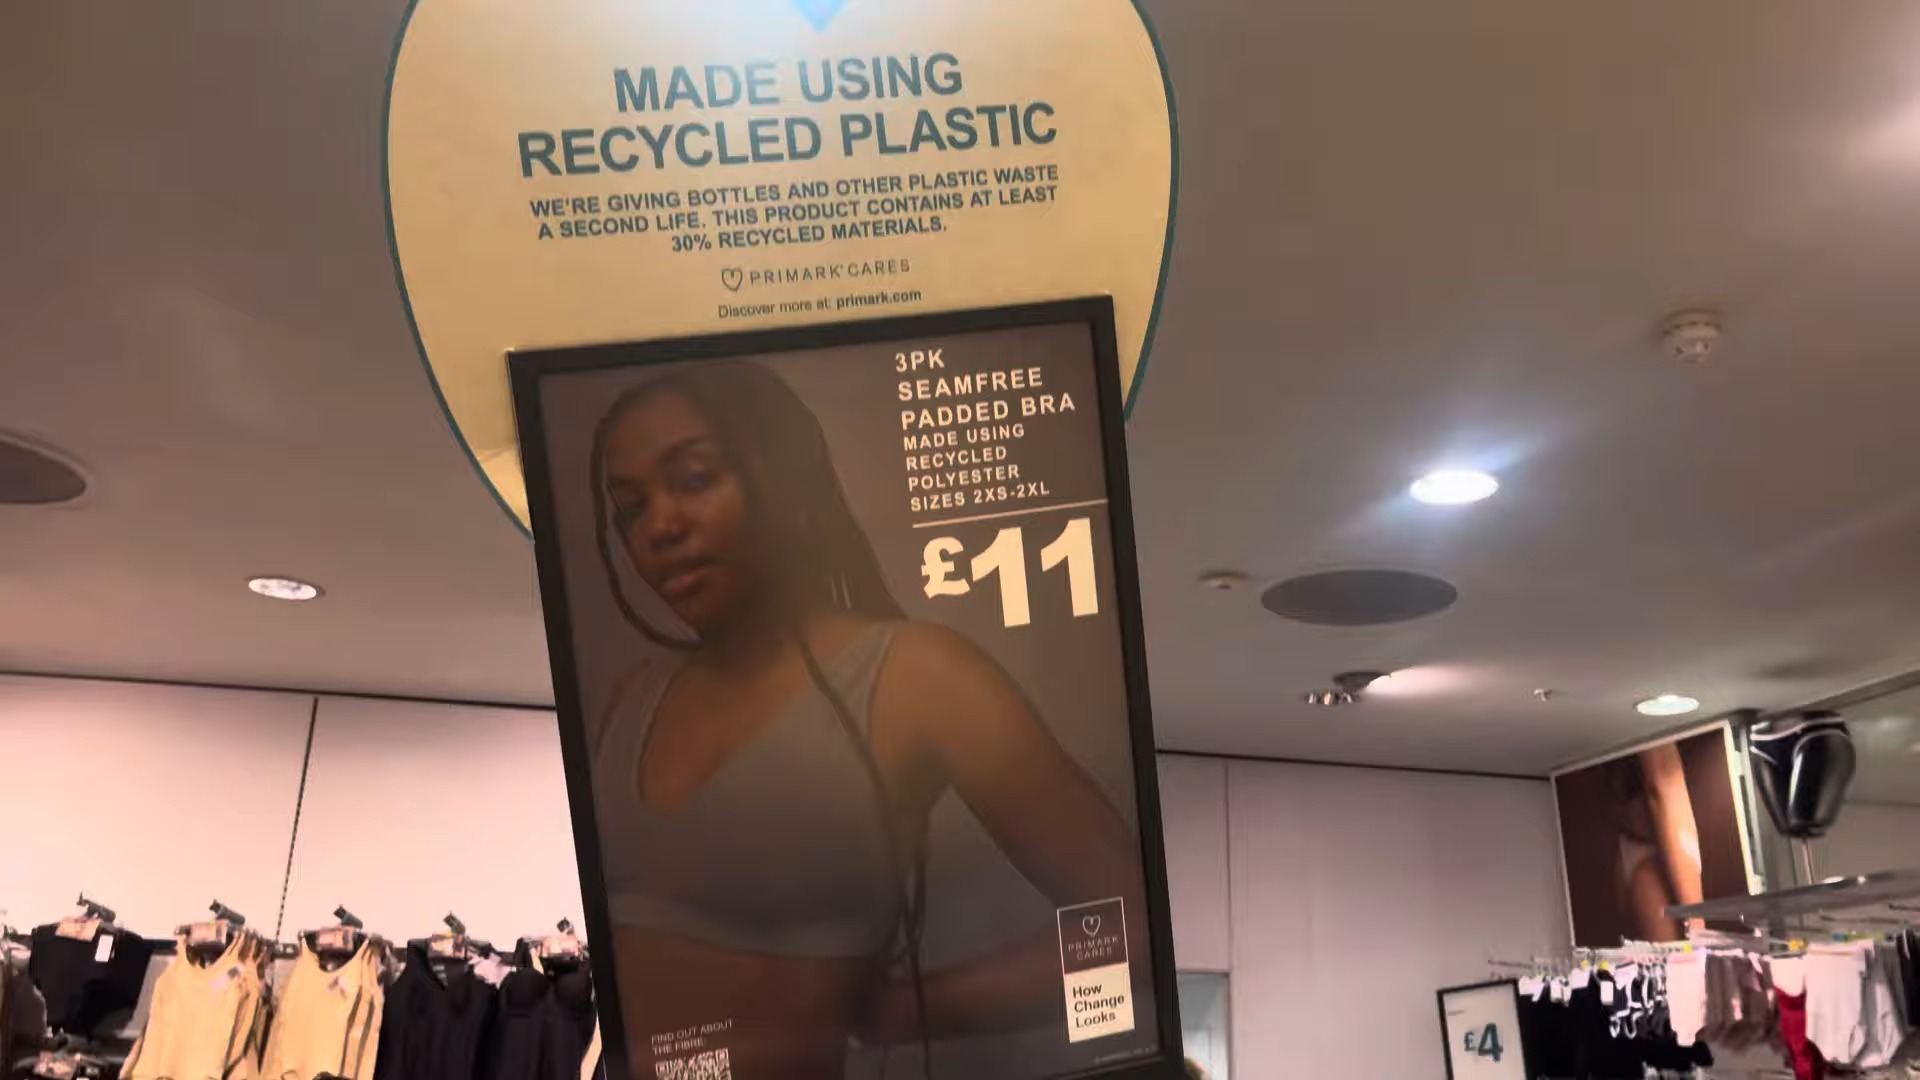 MADE USING
RECYCLED PLASTIC
WE'RE GIVING BOTTLES AND OTHER PLASTIC WASTE
A SECOND LIFE. THIS PRODUCT CONTAINS AT LEAST
30% RECYCLED MATERIALS.
PRIMARK CARES
Discover more at: primark.com
3PK
SEAMFREE
PADDED BRA
MADE USING
RECYCLED
POLYESTER
SIZES 2XS-2XL
£11
PRIMARK
CARES
How
Change
Looks
FIND OUT ABOUT
THE FIBRE:
£4